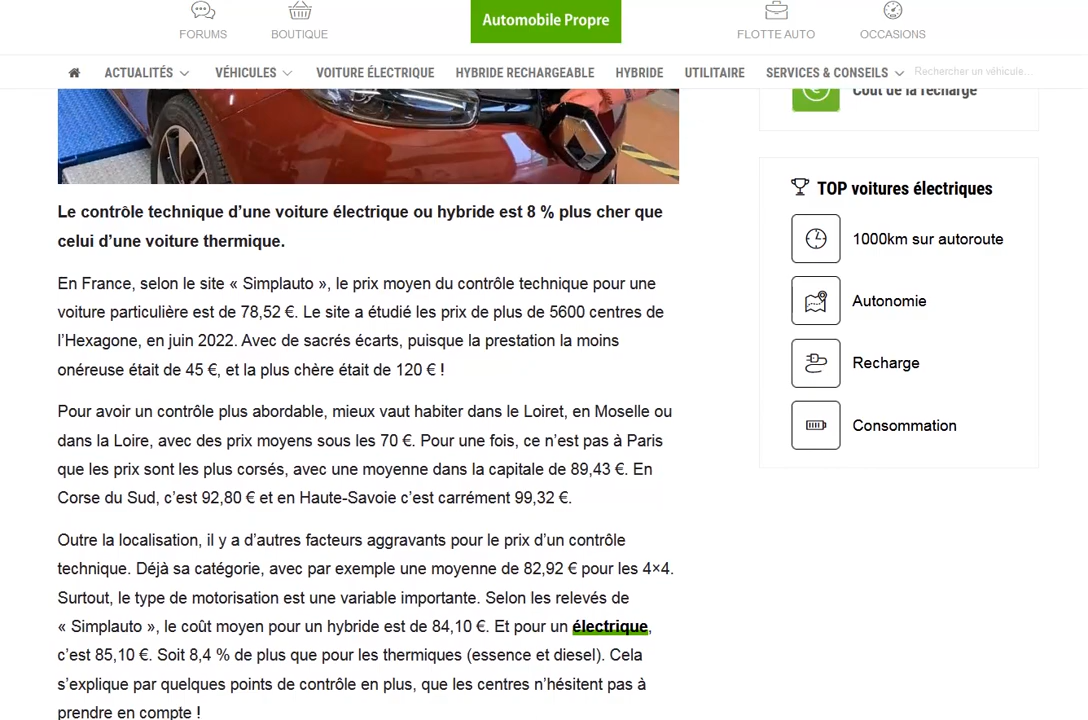 FORUMS
BOUTIQUE
Automobile Propre
FLOTTE AUTO
OCCASIONS
ACTUALITÉS
VÉHICULES
VOITURE ÉLECTRIQUE
HYBRIDE RECHARGEABLE
HYBRIDE
UTILITAIRE
SERVICES & CONSEILS
Rechercher un véhicule...
Le contrôle technique d’une voiture électrique ou hybride est 8 % plus cher que
celui d’une voiture thermique.
En France, selon le site « Simplauto », le prix moyen du contrôle technique pour une
voiture particulière est de 78,52 €. Le site a étudié les prix de plus de 5600 centres de
l’Hexagone, en juin 2022. Avec de sacrés écarts, puisque la prestation la moins
onéreuse était de 45 €, et la plus chère était de 120 € !
Pour avoir un contrôle plus abordable, mieux vaut habiter dans le Loiret, en Moselle ou
dans la Loire, avec des prix moyens sous les 70 €. Pour une fois, ce n’est pas à Paris
que les prix sont les plus corsés, avec une moyenne dans la capitale de 89,43 €. En
Corse du Sud, c’est 92,80 € et en Haute-Savoie c’est carrément 99,32 €.
Outre la localisation, il y a d’autres facteurs aggravants pour le prix d’un contrôle
technique. Déjà sa catégorie, avec par exemple une moyenne de 82,92 € pour les 4×4.
Surtout, le type de motorisation est une variable importante. Selon les relevés de
« Simplauto », le coût moyen pour un hybride est de 84,10 €. Et pour un électrique,
c’est 85,10 €. Soit 8,4 % de plus que pour les thermiques (essence et diesel). Cela
s’explique par quelques points de contrôle en plus, que les centres n’hésitent pas à
prendre en compte !
Coût de la recharge
TOP voitures électriques
1000km sur autoroute
Autonomie
Recharge
Consommation